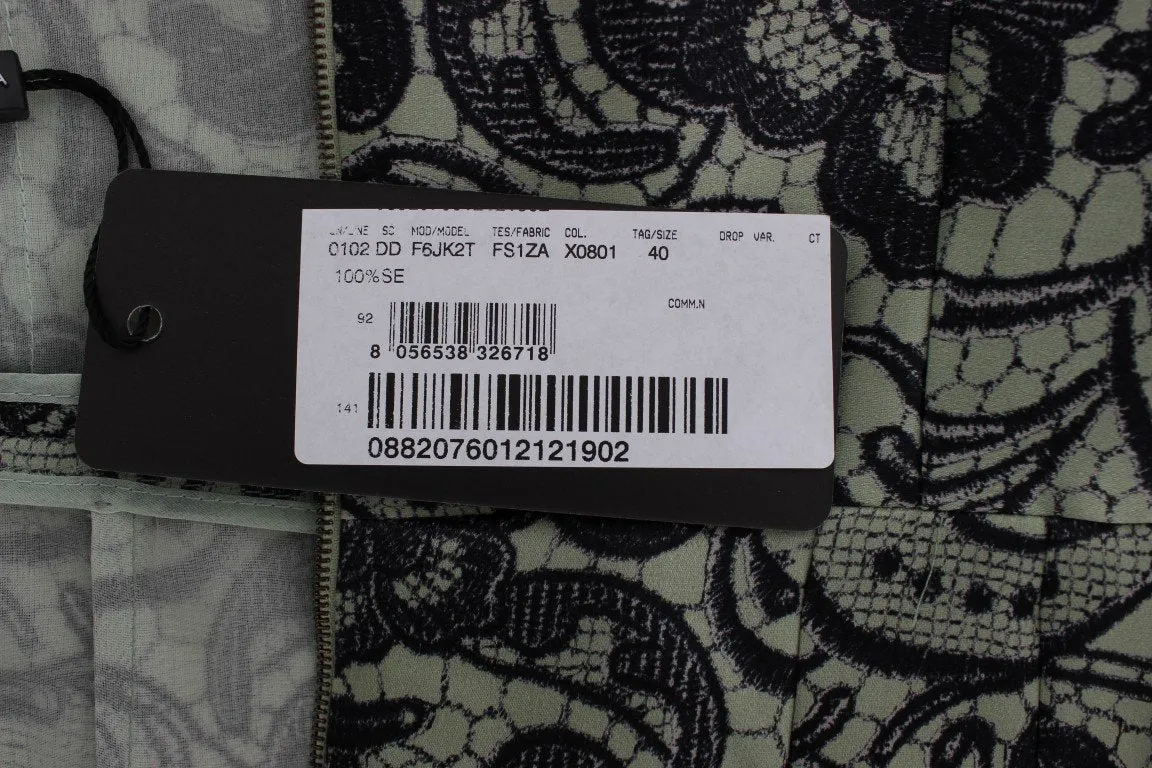 A
LN/LINE SC MOD/MODEL TES/FABRIC COL. TAG/SIZE DROP VAR. CT
0102 DD F6JK2T FS1ZA X0801 40
100%SE
COMM.N
92
8 056538 326718
141
0882076012121902